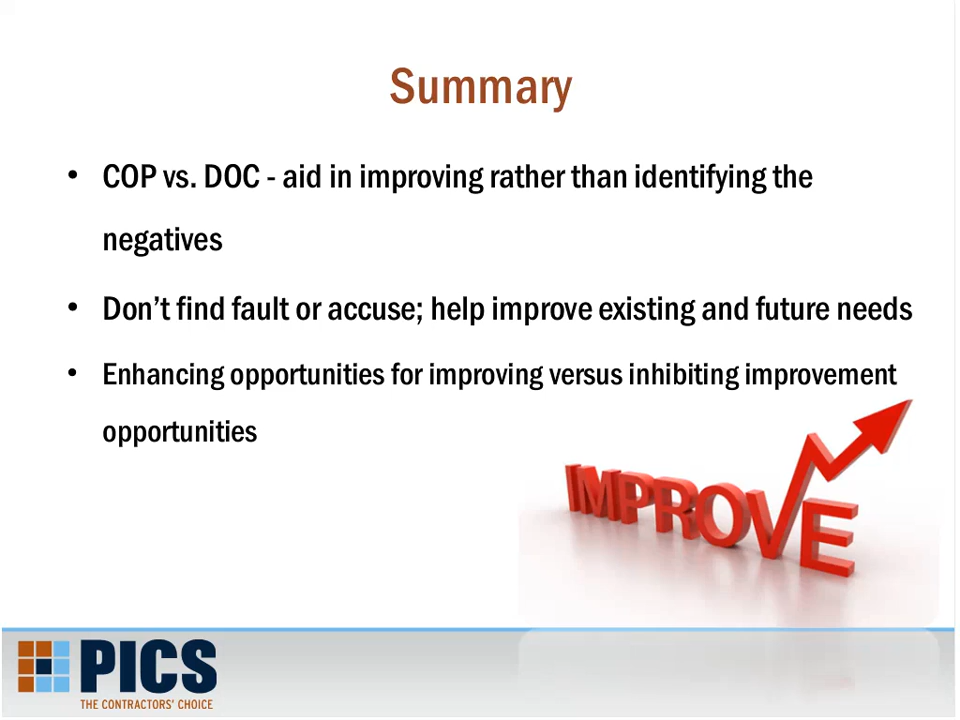 Summary
• COP vs. DOC - aid in improving rather than identifying the
negatives
• Don't find fault or accuse; help improve existing and future needs
• Enhancing opportunities for improving versus inhibiting improvement
opportunities
IMPROVE
PICS
THE CONTRACTORS' CHOICE